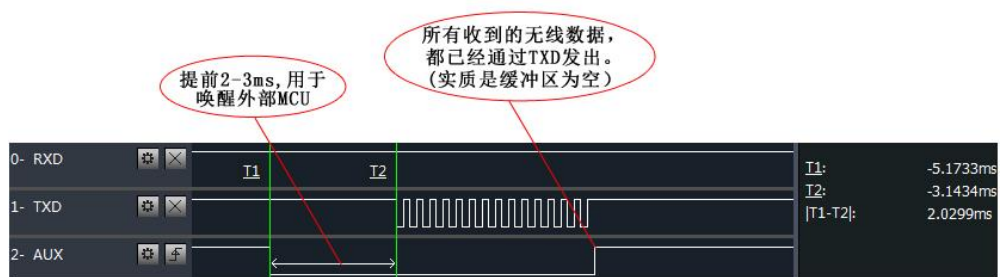 所有收到的无线数据，
都已经通过TXD发出。
(实质是缓冲区为空)
提前2-3ms,用于
唤醒外部MCU
0- RXD
T1
T2
1- TXD
2- AUX
T1: -5.1733ms
T2: -3.1434ms
|T1-T2|: 2.0299ms